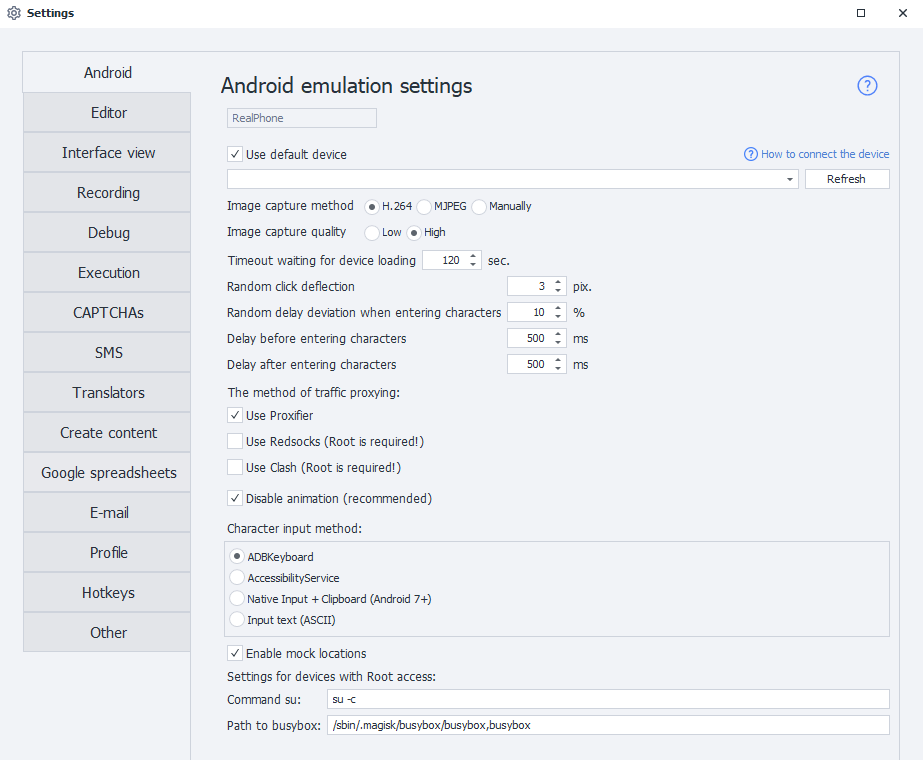 Settings
Android
Editor
Interface view
Recording
Debug
Execution
CAPTCHAs
SMS
Translators
Create content
Google spreadsheets
E-mail
Profile
Hotkeys
Other
Android emulation settings
?
RealPhone
Use default device
? How to connect the device
Refresh
Image capture method H.264 MJPEG Manually
Image capture quality Low High
Timeout waiting for device loading 120 sec.
Random click deflection 3 pix.
Random delay deviation when entering characters 10 %
Delay before entering characters 500 ms
Delay after entering characters 500 ms
The method of traffic proxying:
Use Proxifier
Use Redsocks (Root is required!)
Use Clash (Root is required!)
Disable animation (recommended)
Character input method:
ADBKeyboard
AccessibilityService
Native Input + Clipboard (Android 7+)
Input text (ASCII)
Enable mock locations
Settings for devices with Root access:
Command su: su -c
Path to busybox: /sbin/.magisk/busybox/busybox,busybox